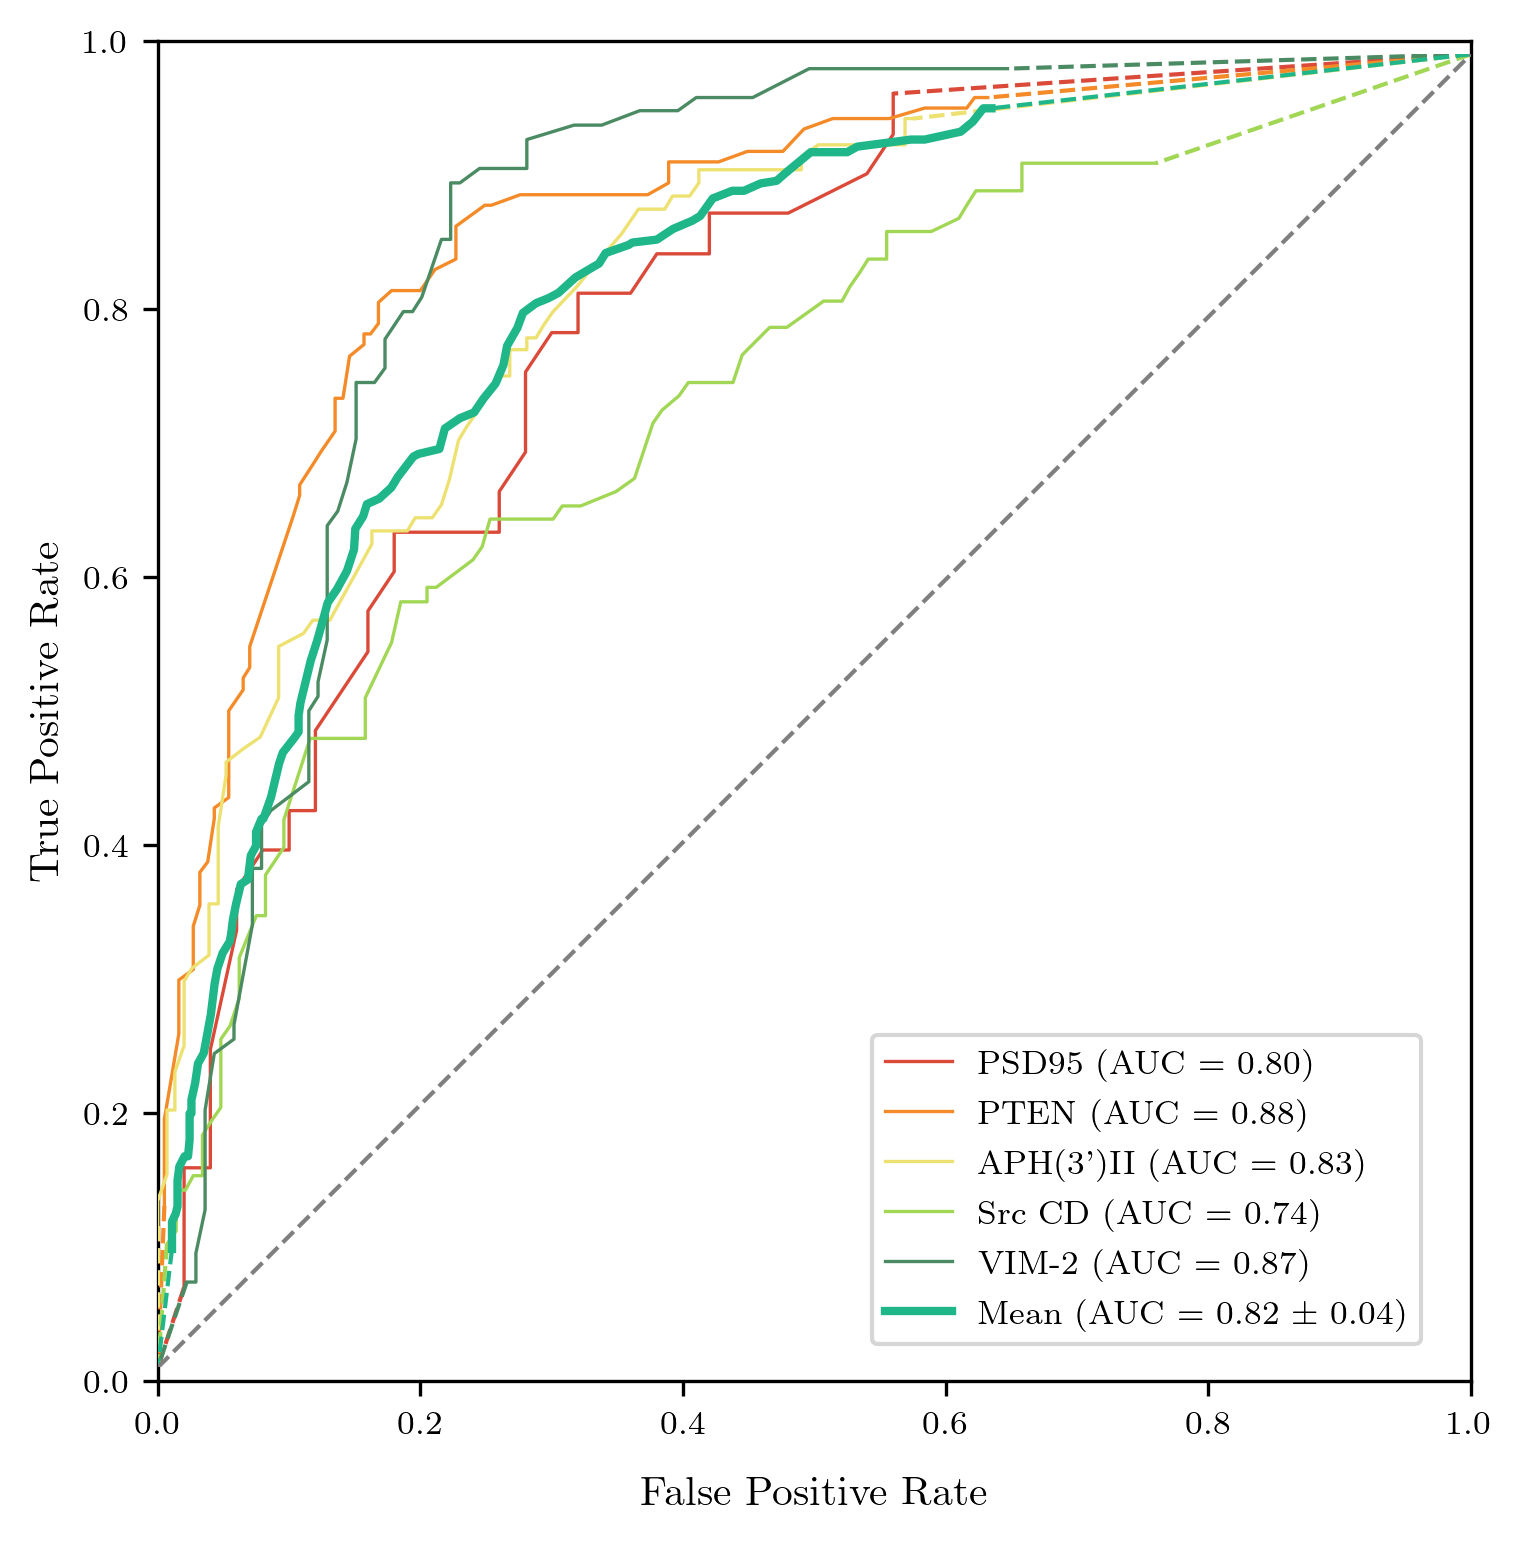 1.0
0.8
0.6
0.4
0.2
0.0
True Positive Rate
PSD95 (AUC = 0.80)
PTEN (AUC = 0.88)
APH(3’)II (AUC = 0.83)
Src CD (AUC = 0.74)
VIM-2 (AUC = 0.87)
Mean (AUC = 0.82 ± 0.04)
0.0 0.2 0.4 0.6 0.8 1.0
False Positive Rate